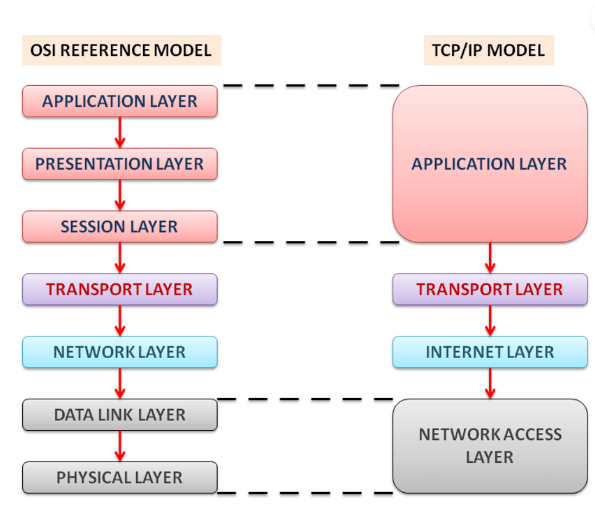 OSI REFERENCE MODEL
TCP/IP MODEL
APPLICATION LAYER
PRESENTATION LAYER
SESSION LAYER
TRANSPORT LAYER
NETWORK LAYER
DATA LINK LAYER
PHYSICAL LAYER
APPLICATION LAYER
TRANSPORT LAYER
INTERNET LAYER
NETWORK ACCESS
LAYER